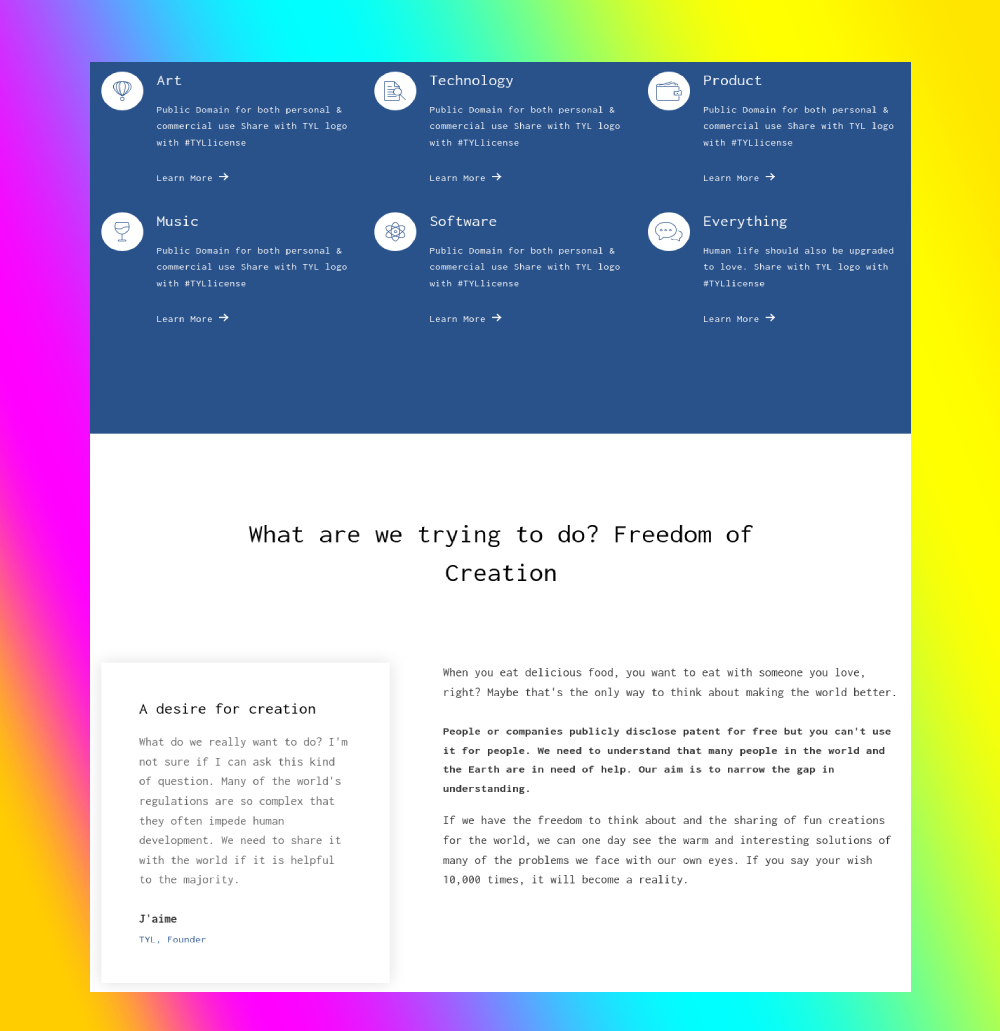 Art
Public Domain for both personal &
commercial use Share with TYL logo
with #TYLlicense
Learn More →
Technology
Public Domain for both personal &
commercial use Share with TYL logo
with #TYLlicense
Learn More →
Product
Public Domain for both personal &
commercial use Share with TYL logo
with #TYLlicense
Learn More →
Music
Public Domain for both personal &
commercial use Share with TYL logo
with #TYLlicense
Learn More →
Software
Public Domain for both personal &
commercial use Share with TYL logo
with #TYLlicense
Learn More →
Everything
Human life should also be upgraded
to love. Share with TYL logo with
#TYLlicense
Learn More →
What are we trying to do? Freedom of
Creation
A desire for creation
What do we really want to do? I'm
not sure if I can ask this kind
of question. Many of the world's
regulations are so complex that
they often impede human
development. We need to share it
with the world if it is helpful
to the majority.
J'aime
TYL, Founder
When you eat delicious food, you want to eat with someone you love,
right? Maybe that's the only way to think about making the world better.
People or companies publicly disclose patent for free but you can't use
it for people. We need to understand that many people in the world and
the Earth are in need of help. Our aim is to narrow the gap in
understanding.
If we have the freedom to think about and the sharing of fun creations
for the world, we can one day see the warm and interesting solutions of
many of the problems we face with our own eyes. If you say your wish
10,000 times, it will become a reality.